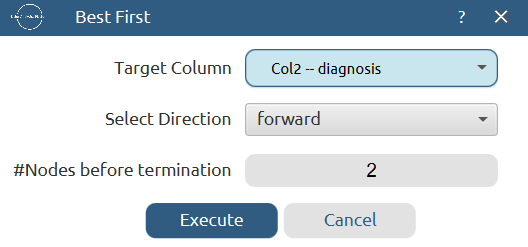 Best First ? ×
Target Column Col2 -- diagnosis
Select Direction forward
#Nodes before termination 2
Execute Cancel